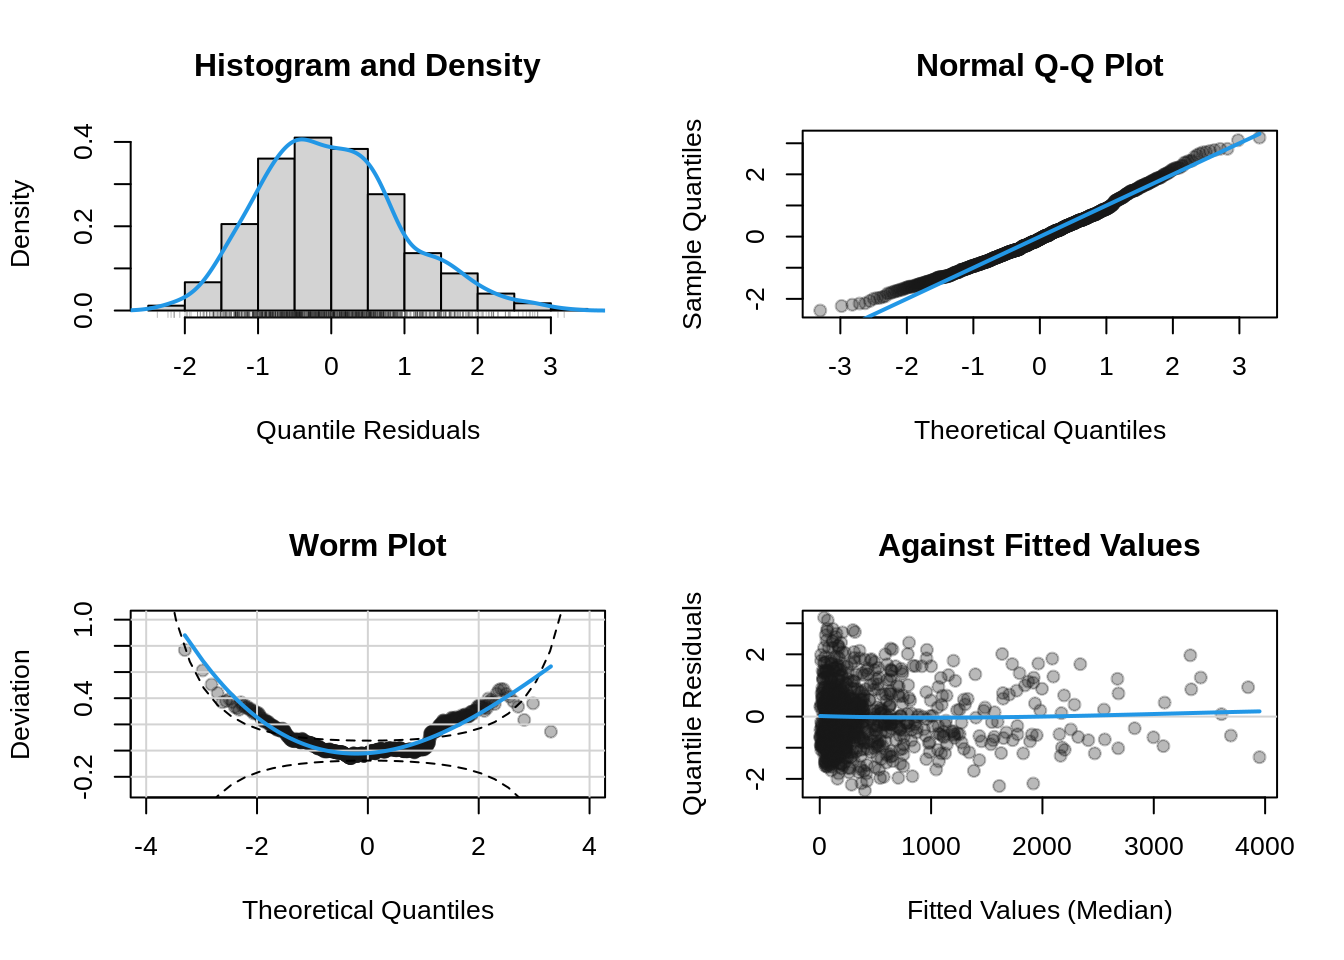 Histogram and Density
Density
0.0 0.2 0.4
-2 -1 0 1 2 3
Quantile Residuals
Normal Q-Q Plot
Sample Quantiles
-2 0 2
-3 -2 -1 0 1 2 3
Theoretical Quantiles
Worm Plot
Deviation
-0.2 0.4 1.0
-4 -2 0 2 4
Theoretical Quantiles
Against Fitted Values
Quantile Residuals
-2 0 2
0 1000 2000 3000 4000
Fitted Values (Median)